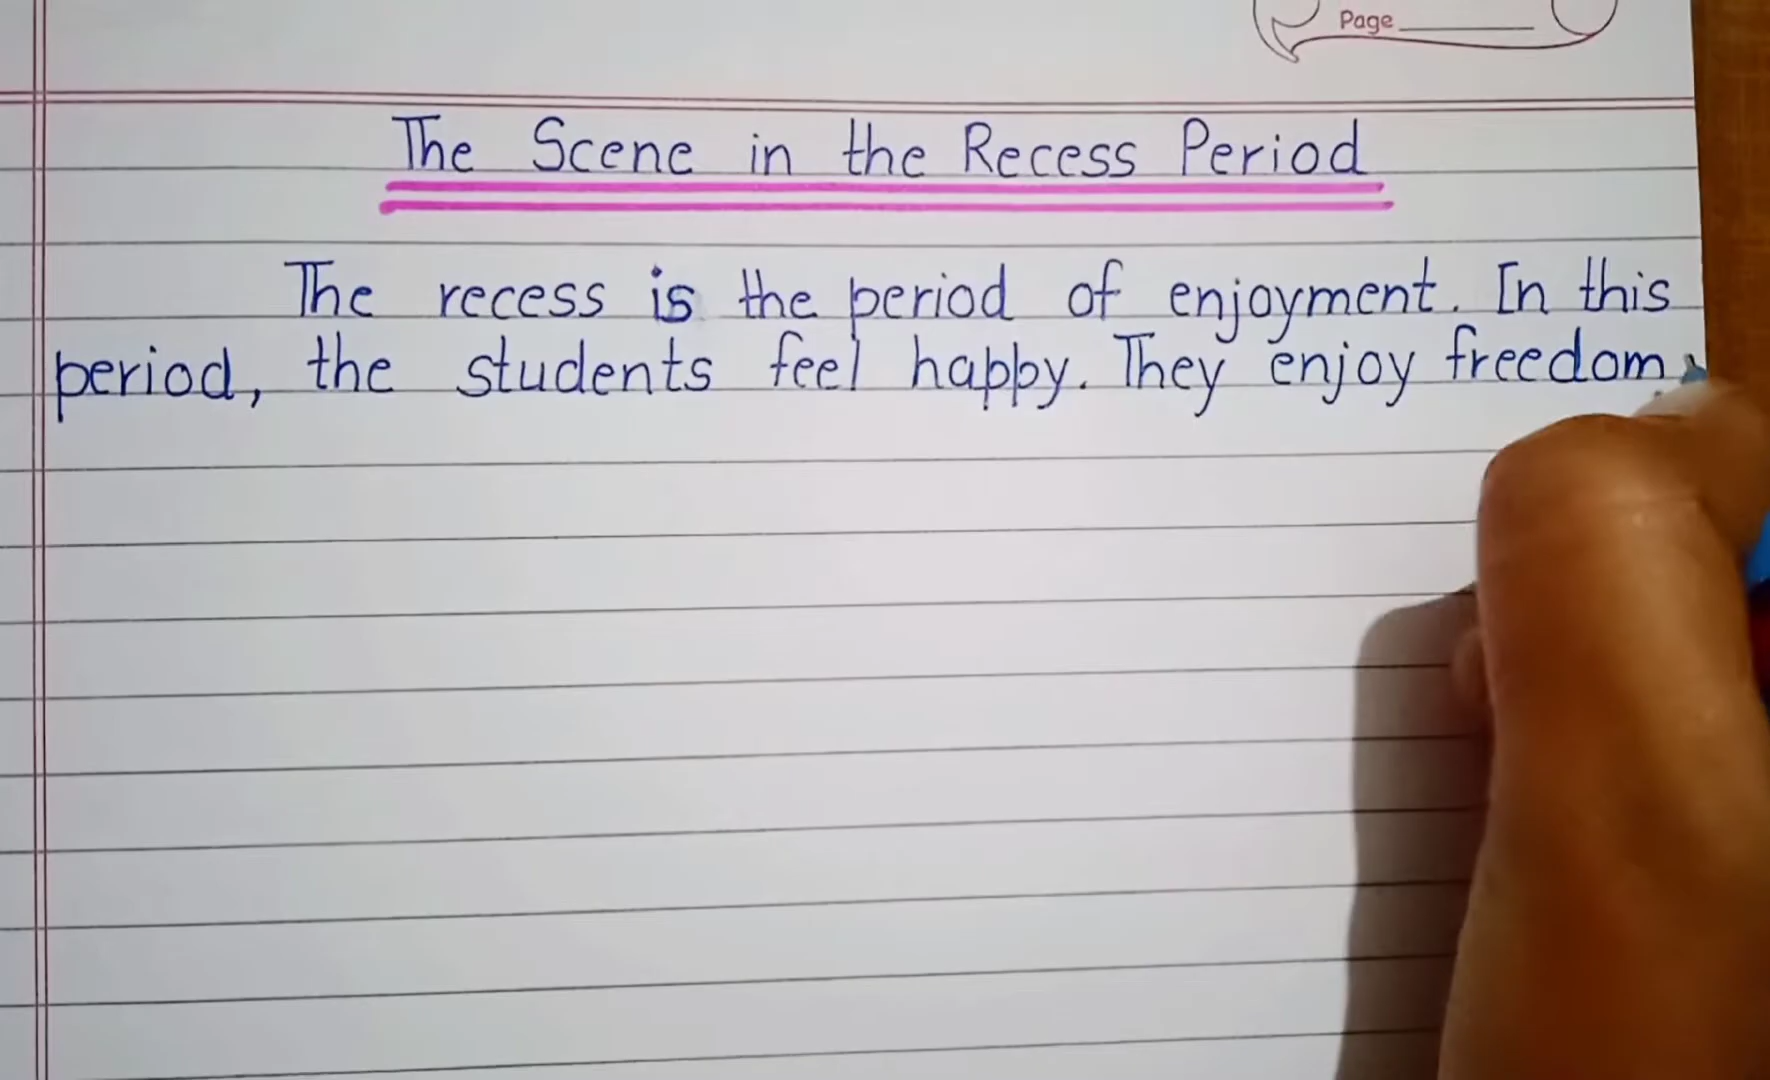 Page
The Scene in the Recess Period
The recess is the period of enjoyment. In this
period, the students feel happy. They enjoy freedom